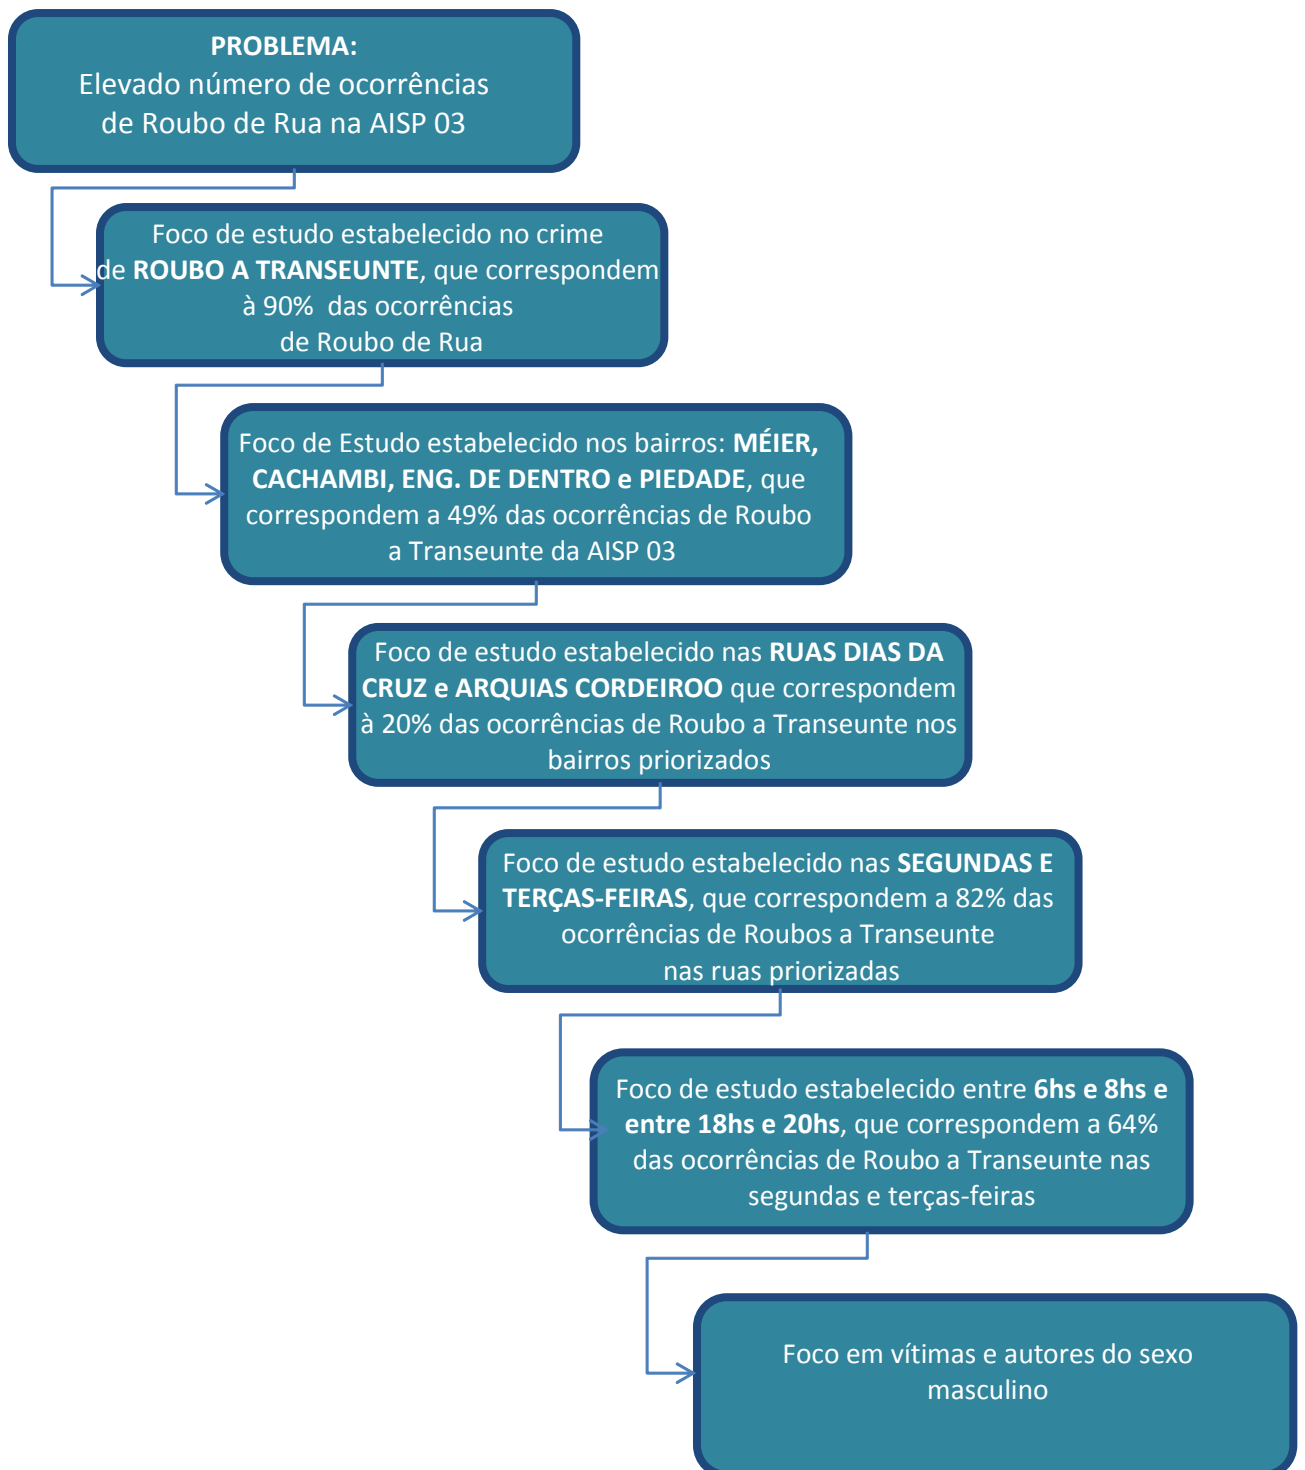 PROBLEMA:
Elevado número de ocorrências
de Roubo de Rua na AISP 03
Foco de estudo estabelecido no crime
de ROUBO A TRANSEUNTE, que correspondem
à 90% das ocorrências
de Roubo de Rua
Foco de Estudo estabelecido nos bairros: MÉIER,
CACHAMBI, ENG. DE DENTRO e PIEDADE, que
correspondem a 49% das ocorrências de Roubo
a Transeunte da AISP 03
Foco de estudo estabelecido nas RUAS DIAS DA
CRUZ e ARQUIAS CORDEIROO que correspondem
à 20% das ocorrências de Roubo a Transeunte nos
bairros priorizados
Foco de estudo estabelecido nas SEGUNDAS E
TERÇAS-FEIRAS, que correspondem a 82% das
ocorrências de Roubos a Transeunte
nas ruas priorizadas
Foco de estudo estabelecido entre 6hs e 8hs e
entre 18hs e 20hs, que correspondem a 64%
das ocorrências de Roubo a Transeunte nas
segundas e terças-feiras
Foco em vítimas e autores do sexo
masculino